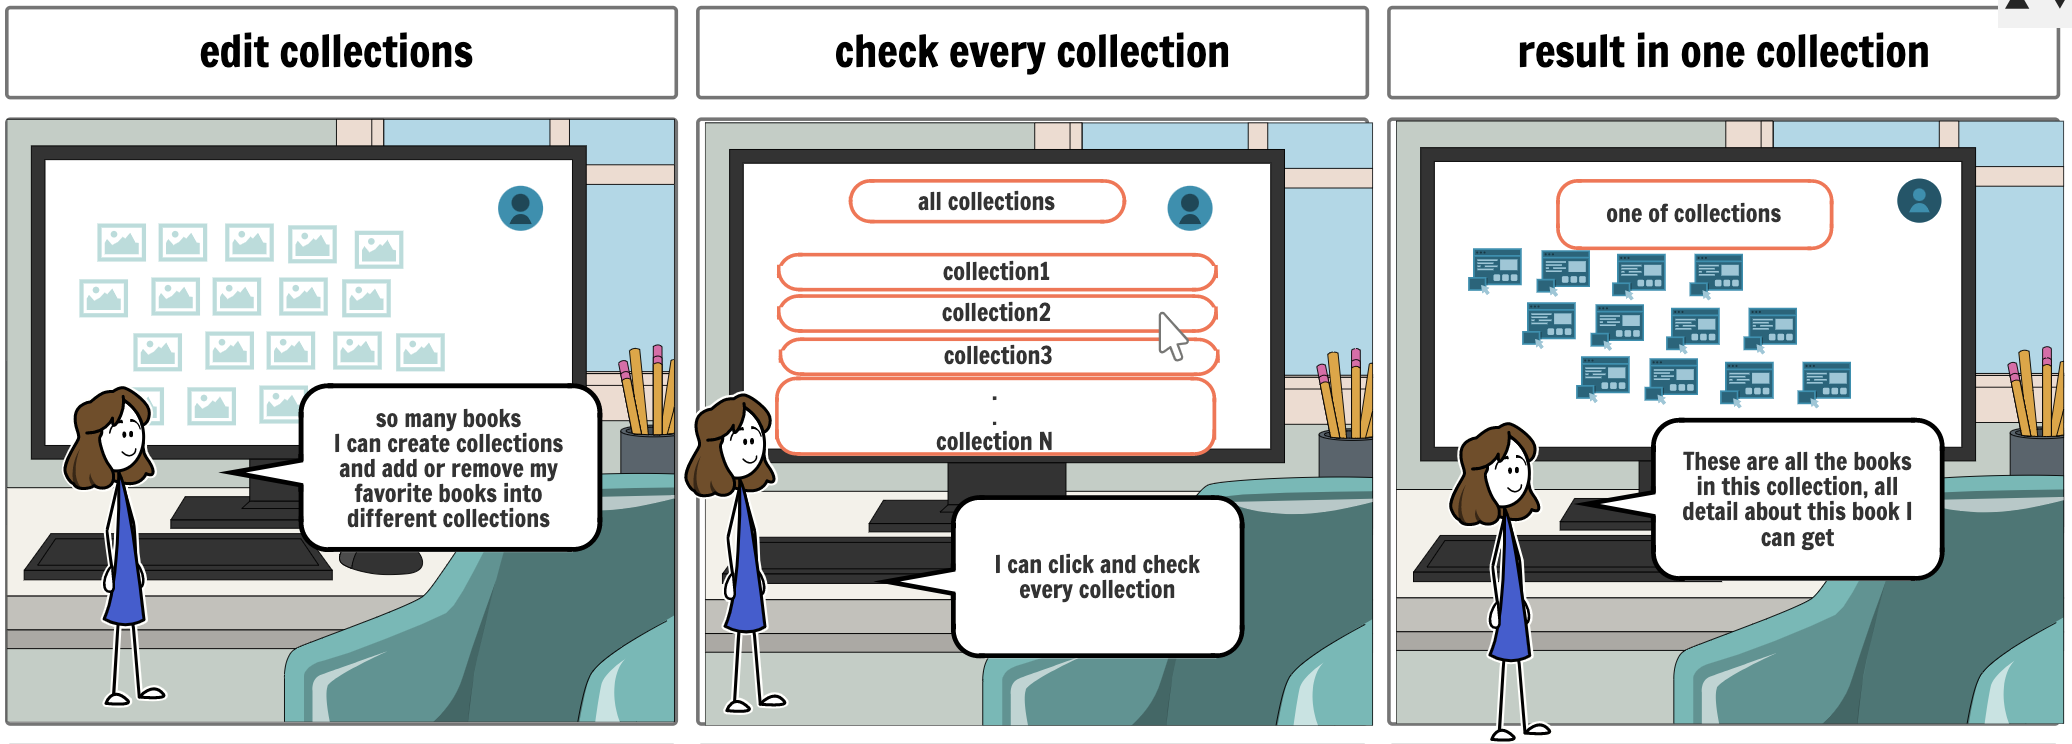 edit collections
check every collection
result in one collection
so many books
I can create collections
and add or remove my
favorite books into
different collections
all collections
collection1
collection2
collection3
.
.
collection N
I can click and check
every collection
one of collections
These are all the books
in this collection, all
detail about this book I
can get